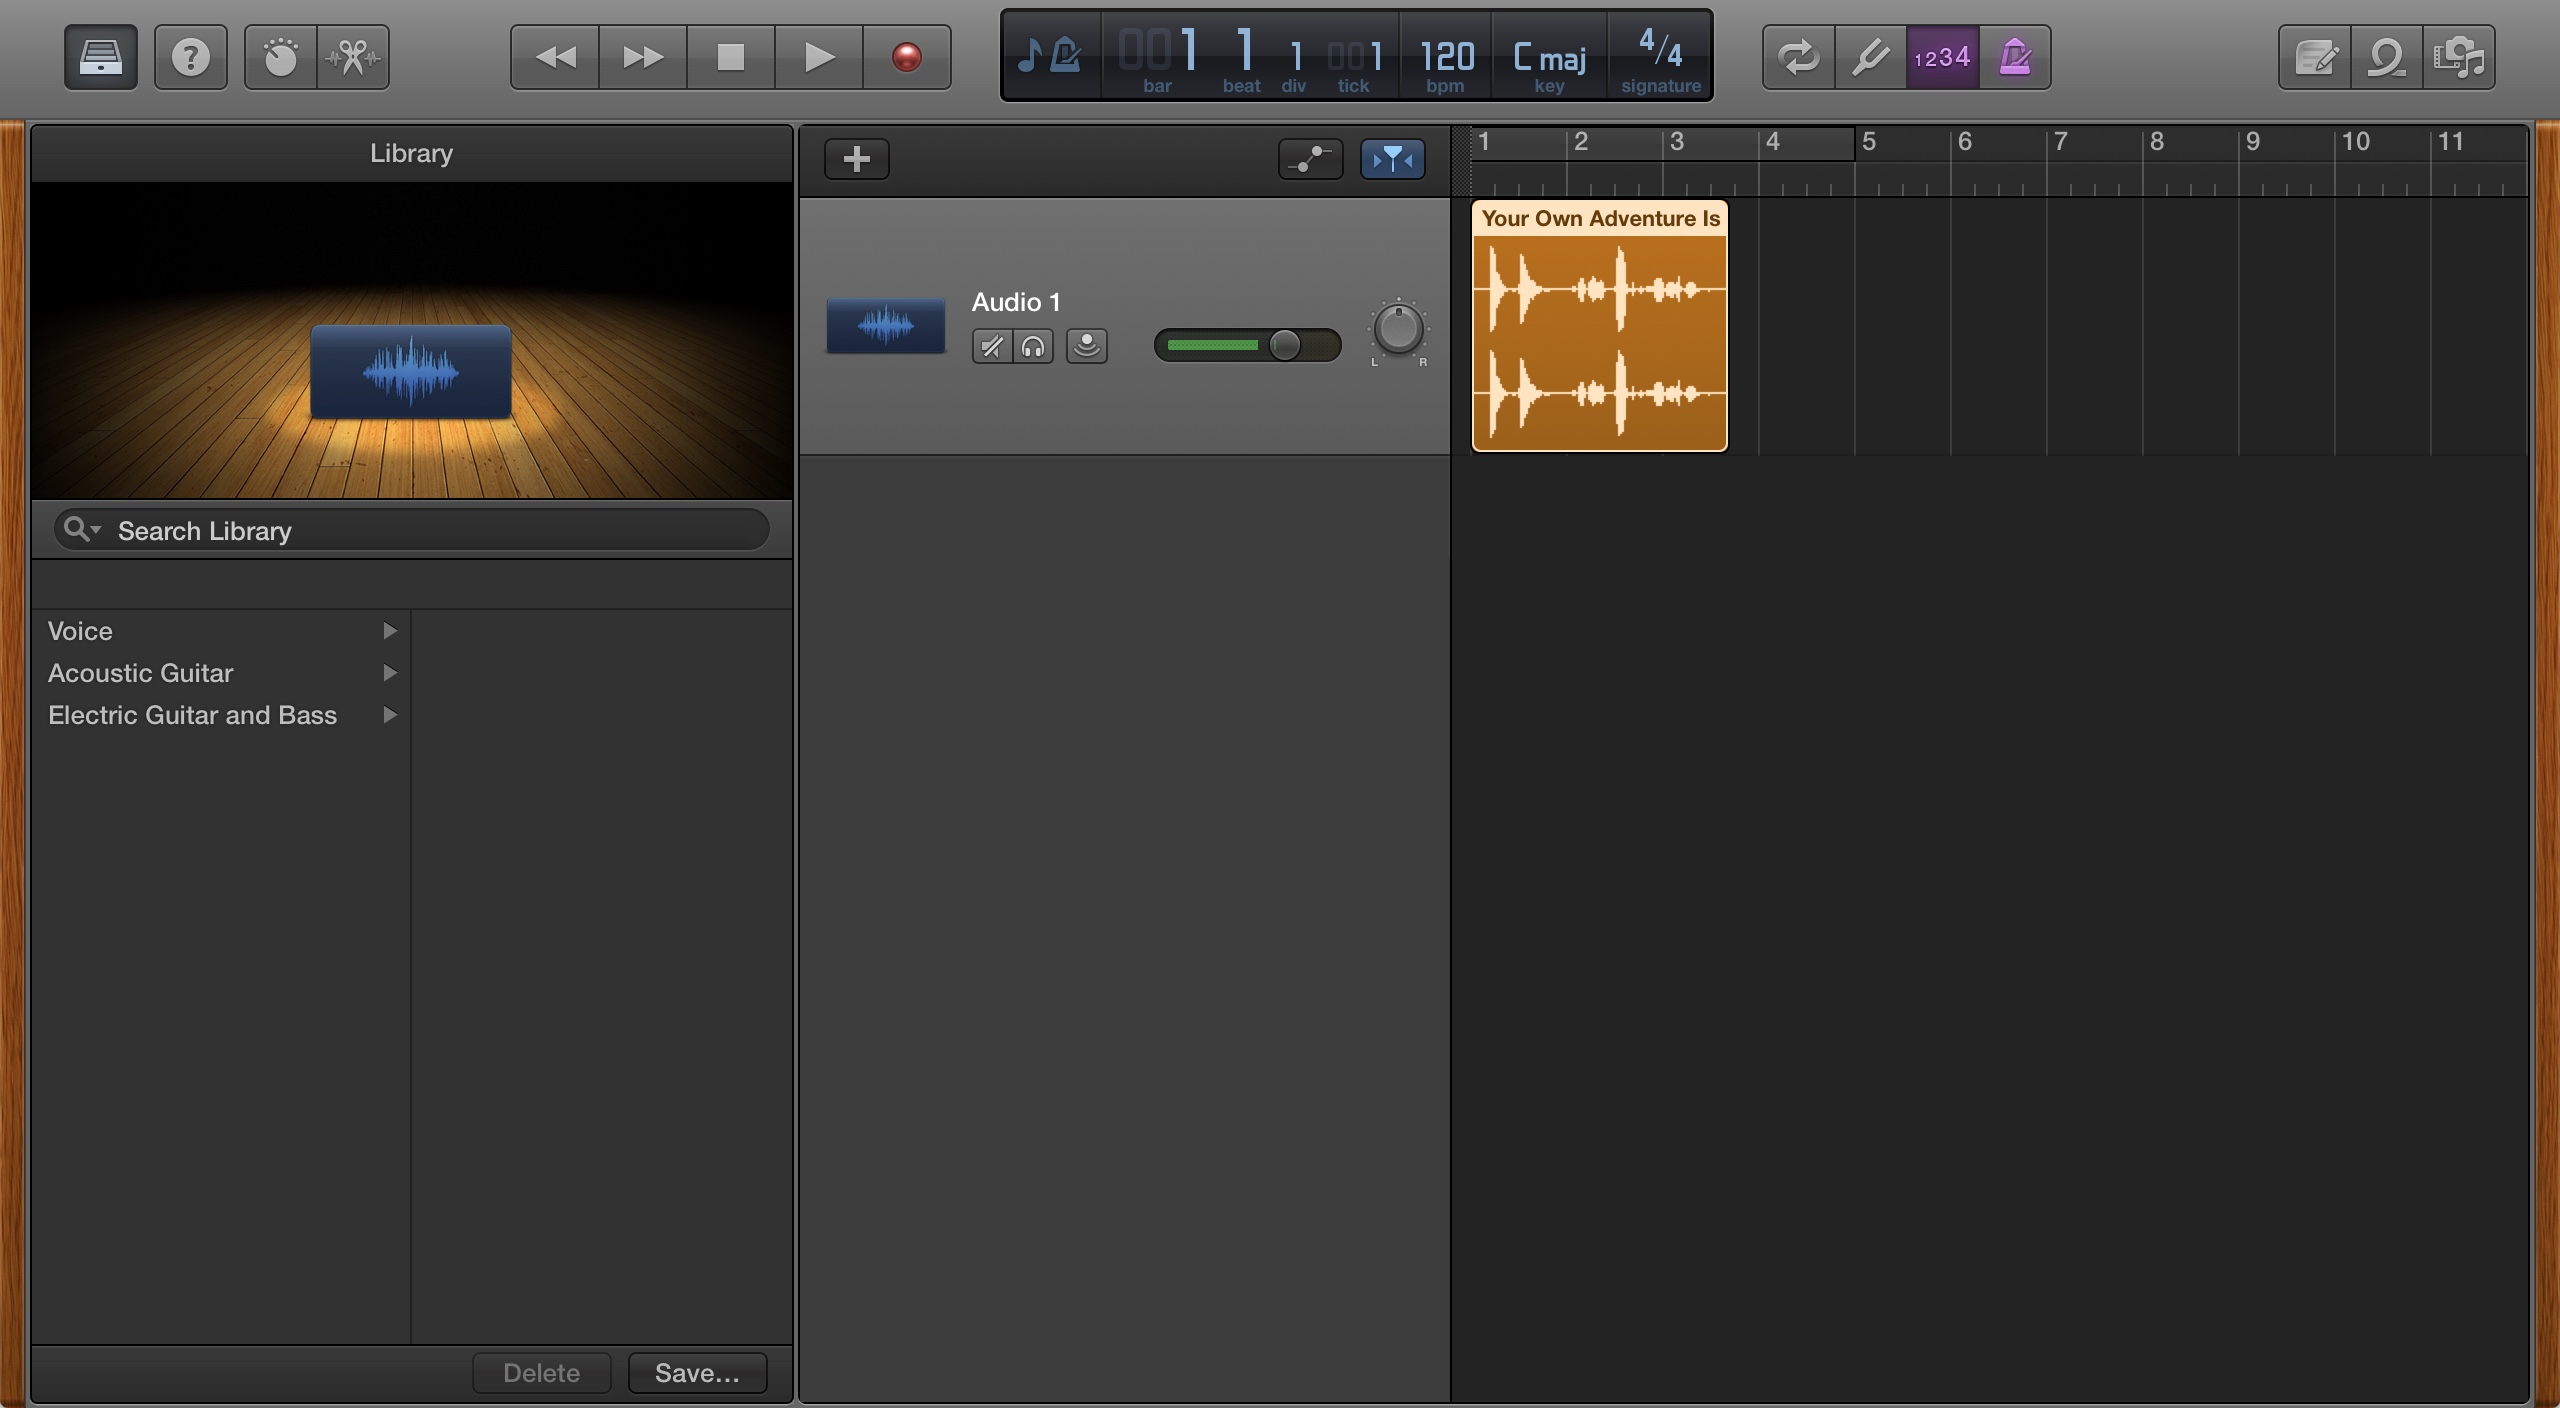 001 1 1 001 120 C maj 4/4
bar beat div tick bpm key signature
1234
Library
1 2 3 4 5 6 7 8 9 10 11
Your Own Adventure Is
Audio 1
L R
Search Library
Voice
Acoustic Guitar
Electric Guitar and Bass
Delete Save...